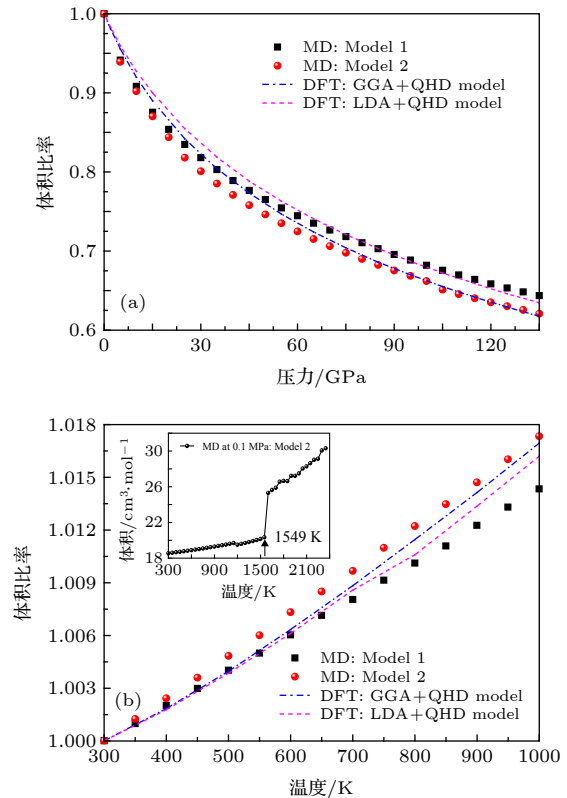 1.0
0.9
0.8
0.7
0.6
体积比率
MD: Model 1
MD: Model 2
DFT: GGA+QHD model
DFT: LDA+QHD model
(a)
0
30
60
90
120
压力/GPa
1.018
1.015
1.012
1.009
1.006
1.003
1.000
体积比率
30
26
22
18
体积/cm³·mol⁻¹
MD at 0.1 MPa: Model 2
1549 K
300
900
1500
2100
温度/K
MD: Model 1
MD: Model 2
DFT: GGA+QHD model
DFT: LDA+QHD model
(b)
300
400
500
600
700
800
900
1000
温度/K